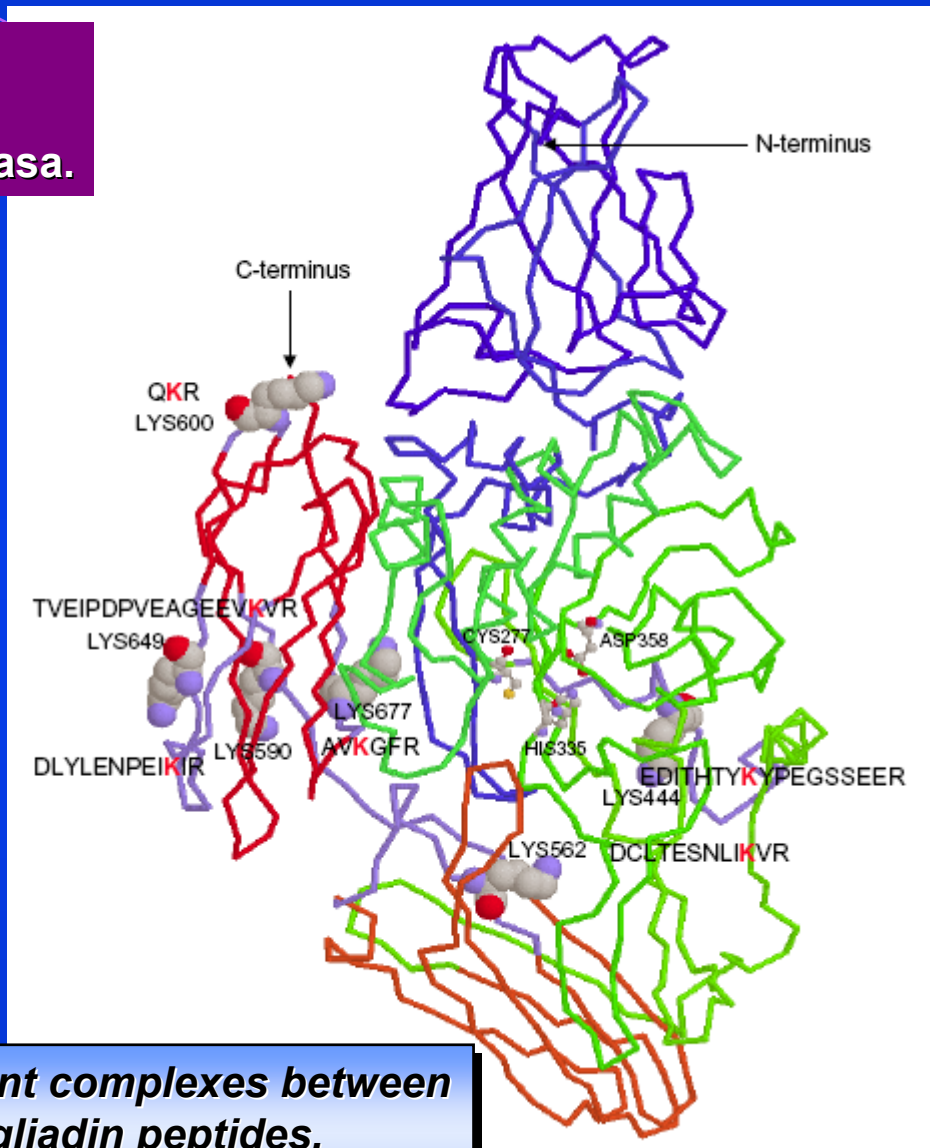 asa.
N-terminus
C-terminus
QKR
LYS600
TVEIPDPVEAGEEVKVR
LYS649
CYS277
ASP358
LYS677
LYS590
AVKGFR
HIS335
DLYLENPEIKIR
EDITHTYKYPEGSSEER
LYS444
LYS562
DCLTESNLIKVR
nt complexes between
gliadin peptides.